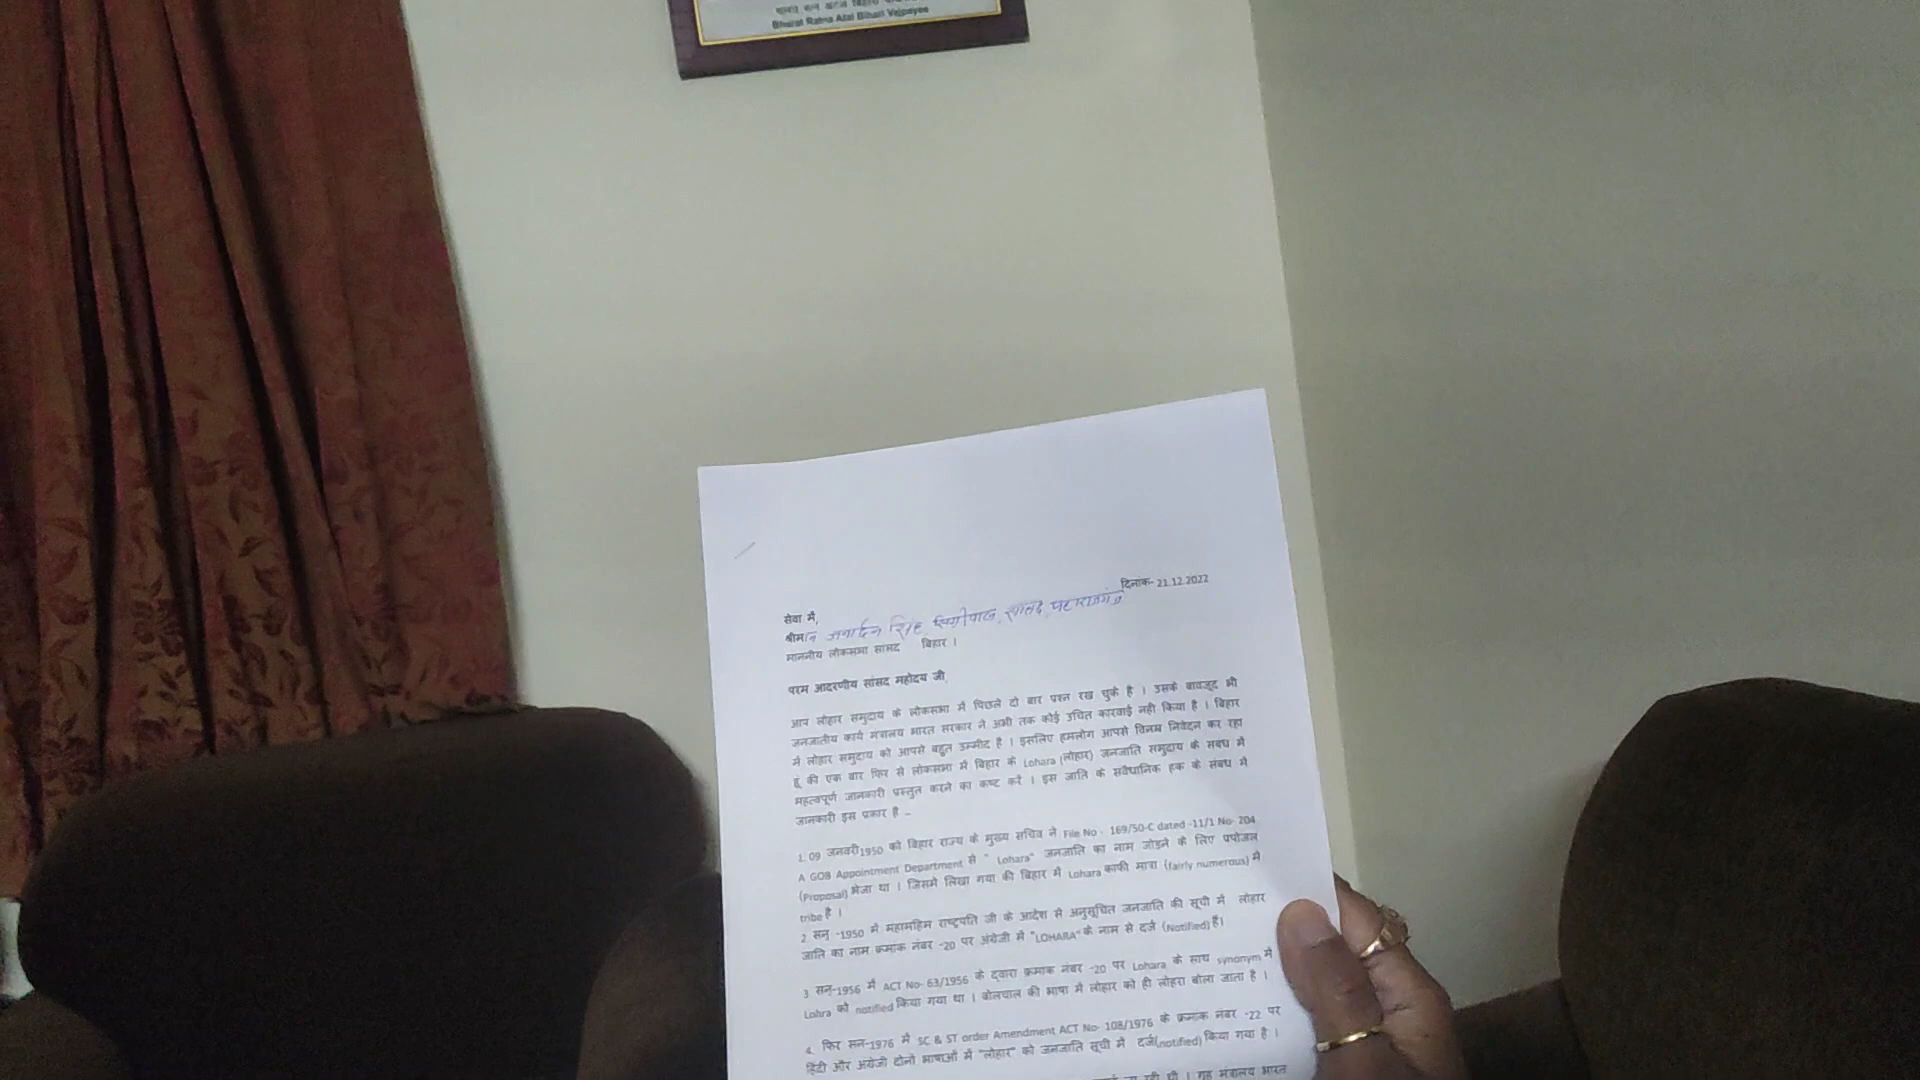 Bharat Ratna Atal Bihari Vajpayee
दिनांक- 21.12.2022
सेवा में,
श्रीमान जनार्दन सिंह सिग्रीवाल, सांसद, महाराजगंज
माननीय लोकसभा सांसद बिहार ।
परम आदरणीय सांसद महोदय जी,
आप लोहार समुदाय के लोकसभा में पिछले दो बार प्रश्न रख चुके है । उसके बावजूद भी
जनजातीय कार्य मंत्रालय भारत सरकार ने अभी तक कोई उचित कारवाई नही किया है । बिहार
में लोहार समुदाय को आपसे बहुत उम्मीद है । इसलिए हमलोग आपसे विनम्र निवेदन कर रहा
हूं की एक बार फिर से लोकसभा में बिहार के Lohara (लोहार) जनजाति समुदाय के संबध में
महत्वपूर्ण जानकारी प्रस्तुत करने का कष्ट करें । इस जाति के संवैधानिक हक के संबंध में
जानकारी इस प्रकार है –
1. 09 जनवरी1950 को बिहार राज्य के मुख्य सचिव ने File No - 169/50-C dated -11/1 No- 204
A GOB Appointment Department से " Lohara" जनजाति का नाम जोड़ने के लिए प्रपोजल
(Proposal) भेजा था । जिसमे लिखा गया की बिहार में Lohara काफी मात्रा (fairly numerous) में
tribe है ।
2. सन् -1950 में महामहिम राष्ट्रपति जी के आदेश से अनुसूचित जनजाति की सूची में लोहार
जाति का नाम क्रमांक नंबर -20 पर अंग्रेजी में "LOHARA" के नाम से दर्ज (Notified) हैं।
3. सन्-1956 में ACT No- 63/1956 के द्वारा क्रमांक नंबर -20 पर Lohara के साथ synonym में
Lohra को notified किया गया था । बोलचाल की भाषा में लोहार को ही लोहरा बोला जाता है ।
4. फिर सन-1976 में SC & ST order Amendment ACT No- 108/1976 के क्रमांक नंबर -22 पर
हिंदी और अंग्रेजी दोनों भाषाओं में "लोहार" को जनजाति सूची में दर्ज(notified) किया गया है ।
जा रही थी । गृह मंत्रालय भारत